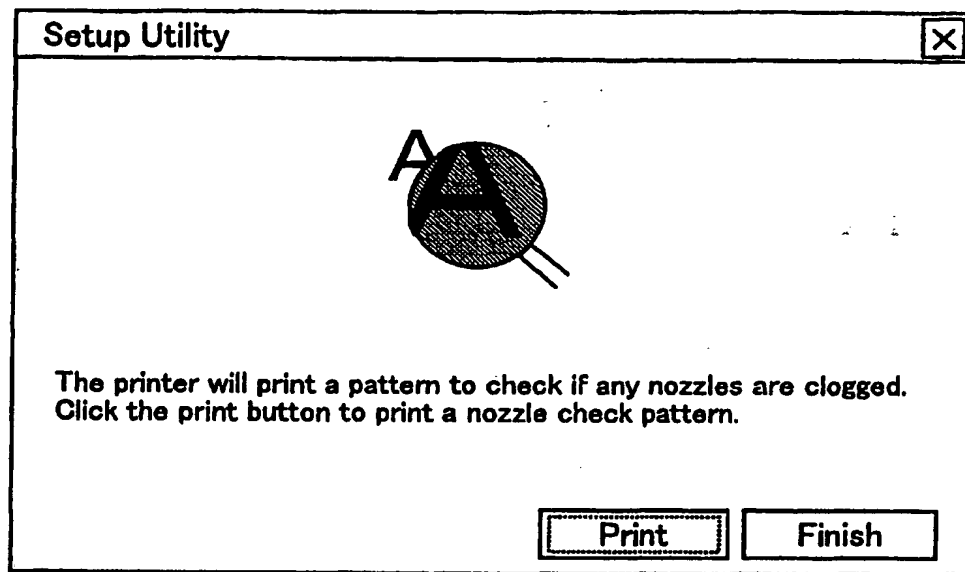 Setup Utility
A A
The printer will print a pattern to check if any nozzles are clogged.
Click the print button to print a nozzle check pattern.
Print Finish